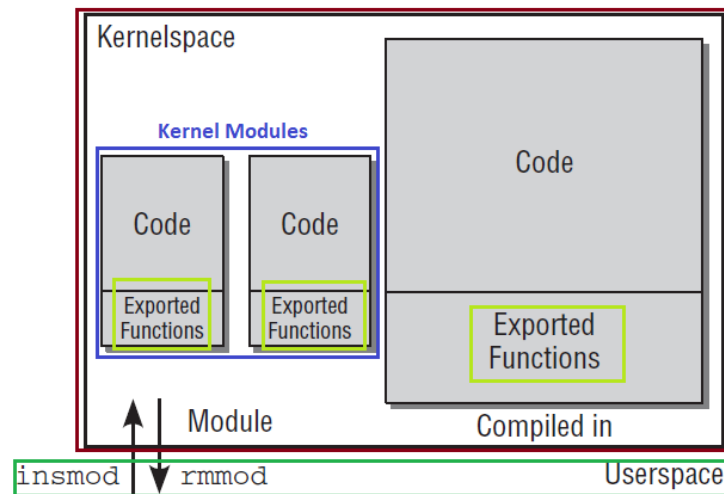 Kernelspace
Kernel Modules
Code
Code
Code
Exported
Functions
Exported
Functions
Exported
Functions
Module
Compiled in
insmod
rmmod
Userspace